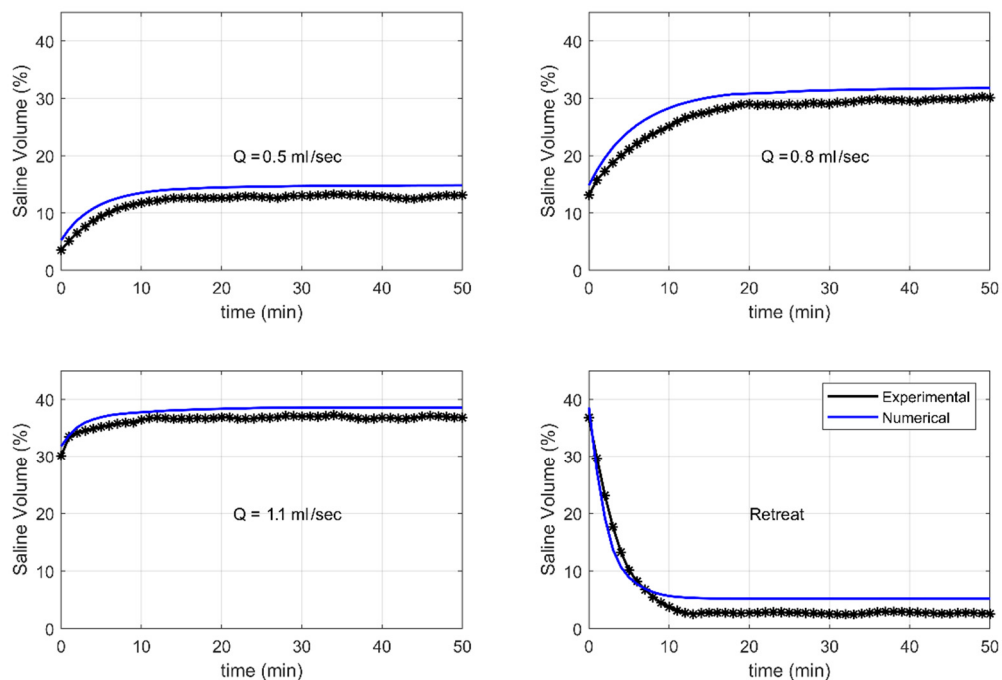 40
30
20
10
0
Saline Volume (%)
Q = 0.5 ml/sec
0 10 20 30 40 50
time (min)
40
30
20
10
0
Saline Volume (%)
Q = 0.8 ml/sec
0 10 20 30 40 50
time (min)
40
30
20
10
0
Saline Volume (%)
Q = 1.1 ml/sec
0 10 20 30 40 50
time (min)
40
30
20
10
0
Saline Volume (%)
Experimental
Numerical
Retreat
0 10 20 30 40 50
time (min)